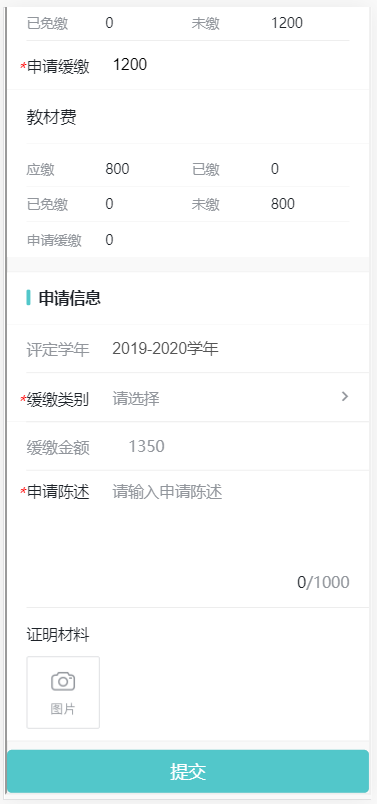 已免缴 0 未缴 1200
*申请缓缴 1200
教材费
应缴 800 已缴 0
已免缴 0 未缴 800
申请缓缴 0
申请信息
评定学年 2019-2020学年
*缓缴类别 请选择
缓缴金额 1350
*申请陈述 请输入申请陈述
0/1000
证明材料
图片
提交